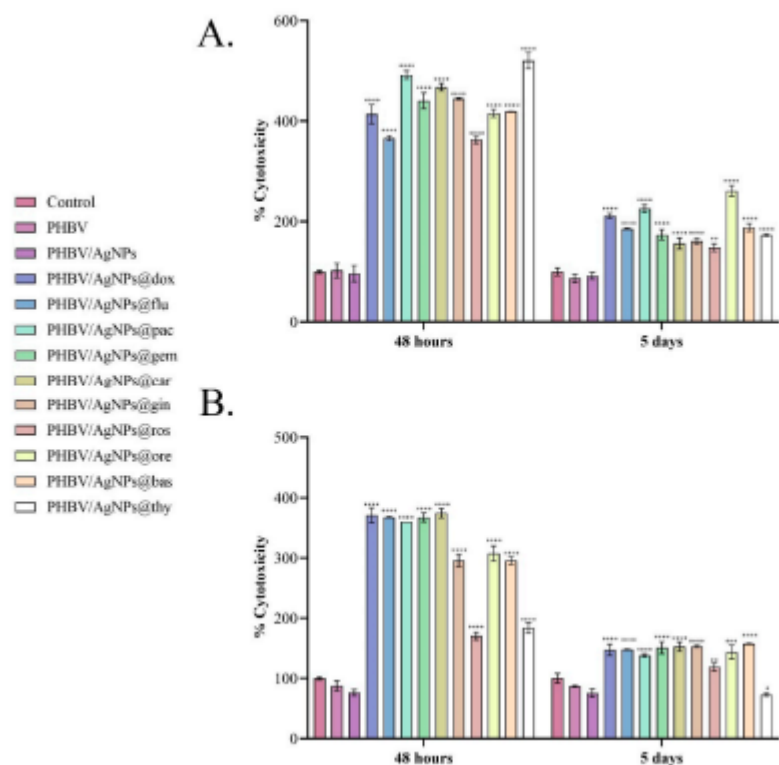 A.
600
400
200
0
% Cytotoxicity
48 hours
5 days
Control
PHBV
PHBV/AgNPs
PHBV/AgNPs@dox
PHBV/AgNPs@flu
PHBV/AgNPs@pac
PHBV/AgNPs@gem
PHBV/AgNPs@car
PHBV/AgNPs@gin
PHBV/AgNPs@ros
PHBV/AgNPs@ore
PHBV/AgNPs@bas
PHBV/AgNPs@thy
B.
500
400
300
200
100
0
% Cytotoxicity
48 hours
5 days